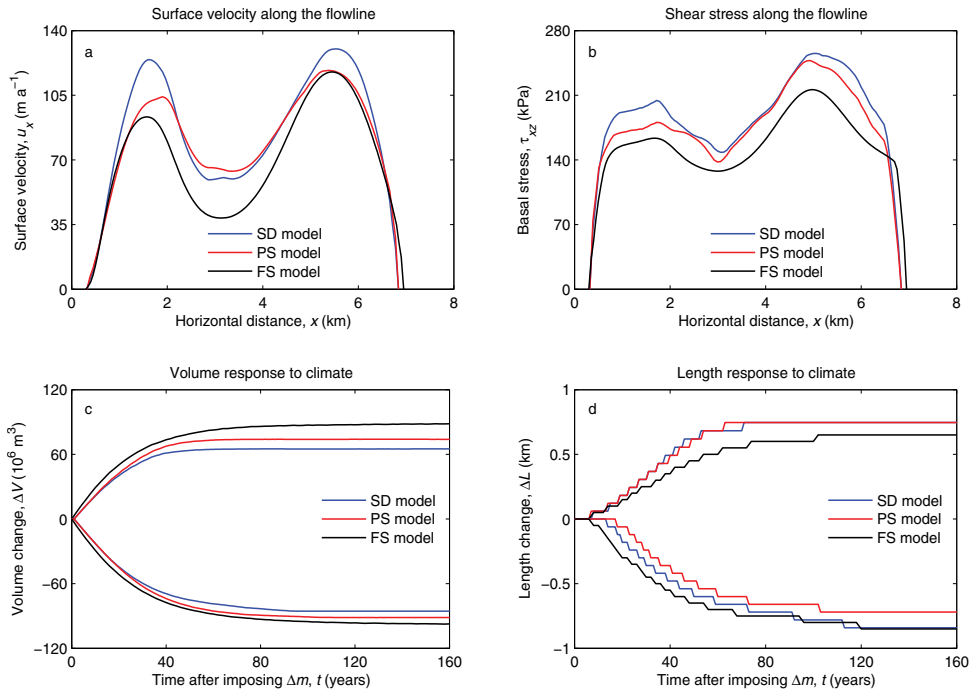 Surface velocity along the flowline
a
140
105
70
35
0
Surface velocity, uₓ (m a⁻¹)
SD model
PS model
FS model
0 2 4 6 8
Horizontal distance, x (km)
Shear stress along the flowline
b
280
210
140
70
0
Basal stress, τₓz (kPa)
SD model
PS model
FS model
0 2 4 6 8
Horizontal distance, x (km)
Volume response to climate
c
120
60
0
−60
−120
Volume change, ΔV (10⁶ m³)
SD model
PS model
FS model
0 40 80 120 160
Time after imposing Δm, t (years)
Length response to climate
d
1
0.5
0
−0.5
−1
Length change, ΔL (km)
SD model
PS model
FS model
0 40 80 120 160
Time after imposing Δm, t (years)